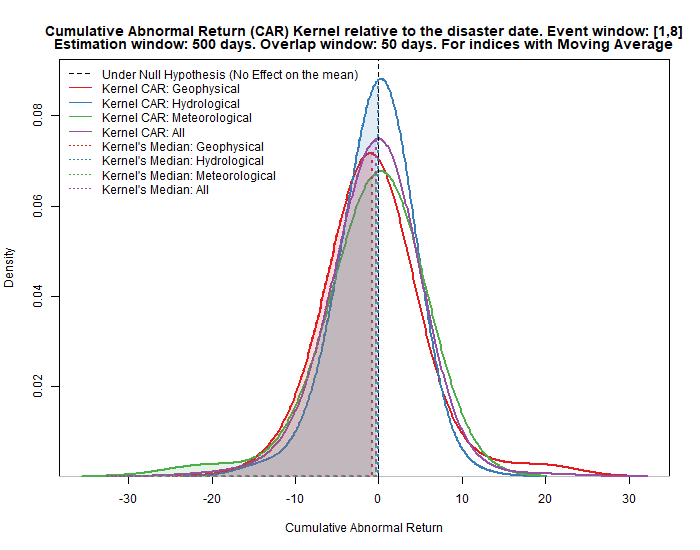 Cumulative Abnormal Return (CAR) Kernel relative to the disaster date. Event window: [1,8]
Estimation window: 500 days. Overlap window: 50 days. For indices with Moving Average
Under Null Hypothesis (No Effect on the mean)
Kernel CAR: Geophysical
Kernel CAR: Hydrological
Kernel CAR: Meteorological
Kernel CAR: All
Kernel's Median: Geophysical
Kernel's Median: Hydrological
Kernel's Median: Meteorological
Kernel's Median: All
Density
0.08
0.06
0.04
0.02
-30 -20 -10 0 10 20 30
Cumulative Abnormal Return